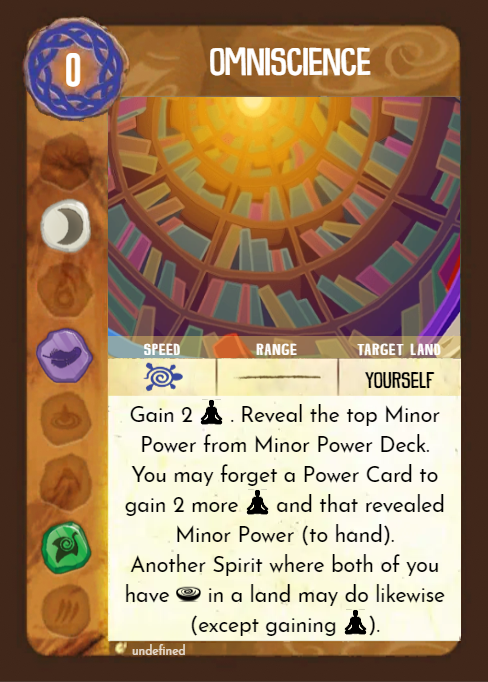 0
OMNISCIENCE
SPEED RANGE TARGET LAND
YOURSELF
Gain 2 . Reveal the top Minor
Power from Minor Power Deck.
You may forget a Power Card to
gain 2 more and that revealed
Minor Power (to hand).
Another Spirit where both of you
have in a land may do likewise
(except gaining ).
undefined